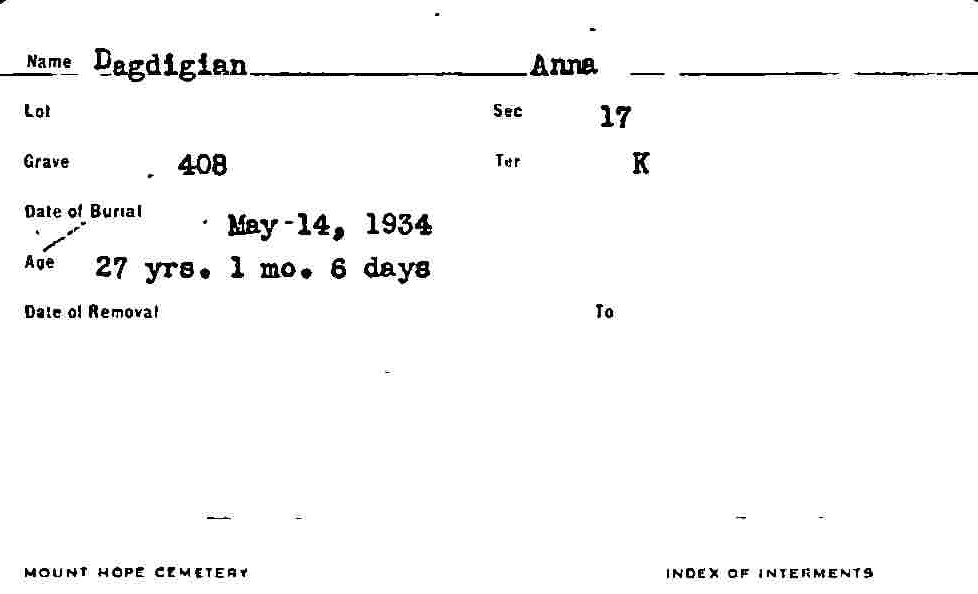 Name Dagdigian Anna
Lot Sec 17
Grave 408 Ter K
Date of Burial May-14, 1934
Age 27 yrs. 1 mo. 6 days
Date of Removal To
MOUNT HOPE CEMETERY INDEX OF INTERMENTS